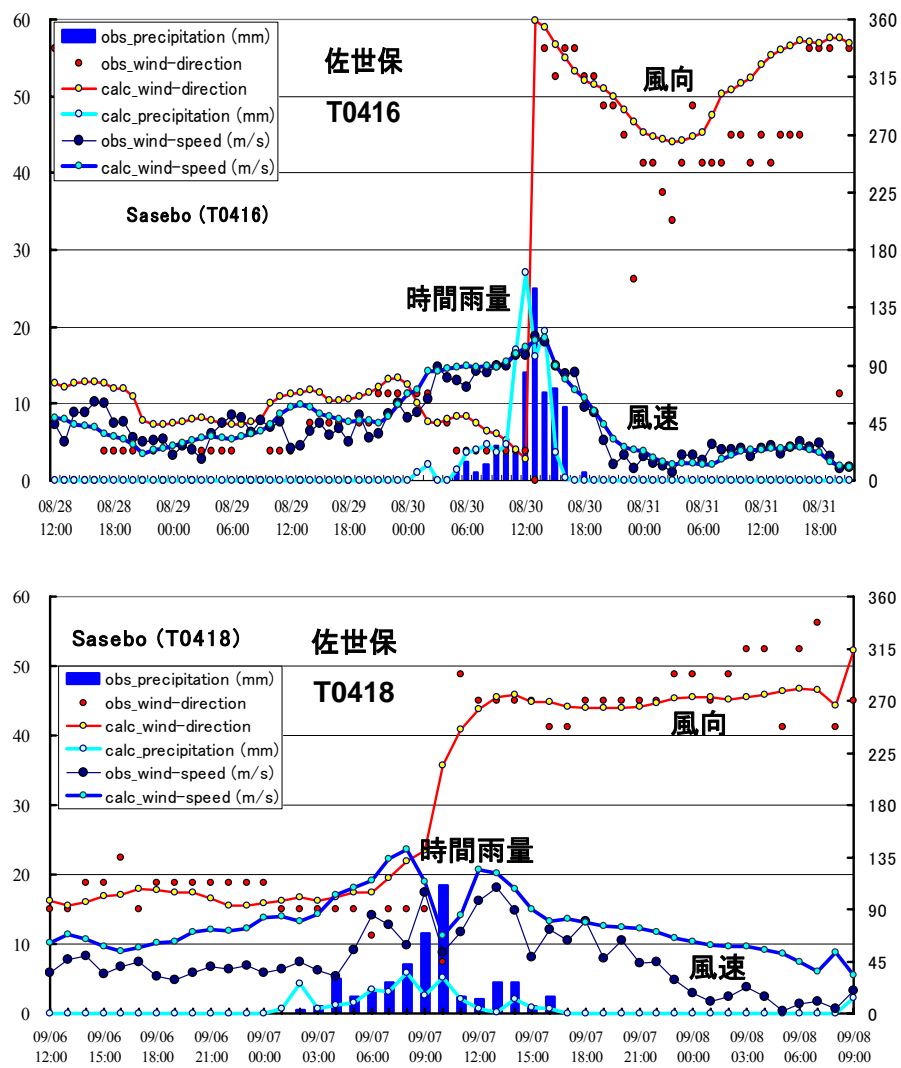 60
50
40
30
20
10
0
360
315
270
225
180
135
90
45
0
obs_precipitation (mm)
obs_wind-direction
calc_wind-direction
calc_precipitation (mm)
obs_wind-speed (m/s)
calc_wind-speed (m/s)
佐世保
T0416
Sasebo (T0416)
風向
時間雨量
風速
08/28 08/28 08/29 08/29 08/29 08/29 08/30 08/30 08/30 08/30 08/31 08/31 08/31 08/31
12:00 18:00 00:00 06:00 12:00 18:00 00:00 06:00 12:00 18:00 00:00 06:00 12:00 18:00
60
50
40
30
20
10
0
360
315
270
225
180
135
90
45
0
Sasebo (T0418)
佐世保
T0418
obs_precipitation (mm)
obs_wind-direction
calc_wind-direction
calc_precipitation (mm)
obs_wind-speed (m/s)
calc_wind-speed (m/s)
風向
時間雨量
風速
09/06 09/06 09/06 09/06 09/07 09/07 09/07 09/07 09/07 09/07 09/07 09/07 09/08 09/08 09/08 09/08
12:00 15:00 18:00 21:00 00:00 03:00 06:00 09:00 12:00 15:00 18:00 21:00 00:00 03:00 06:00 09:00